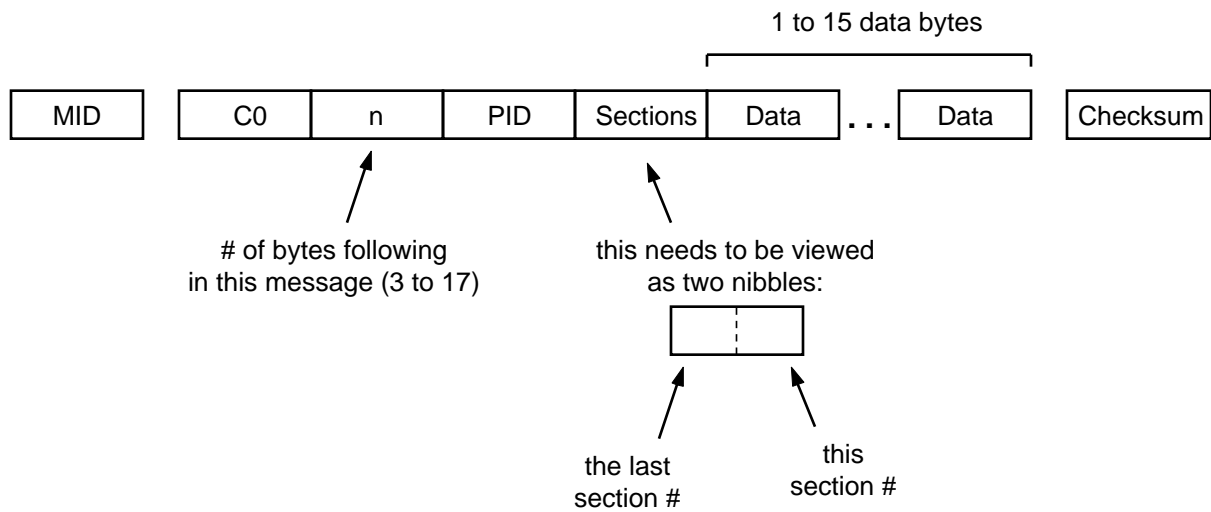 1 to 15 data bytes
MID C0 n PID Sections Data . . . Data Checksum
# of bytes following
in this message (3 to 17)
this needs to be viewed
as two nibbles:
the last
section #
this
section #